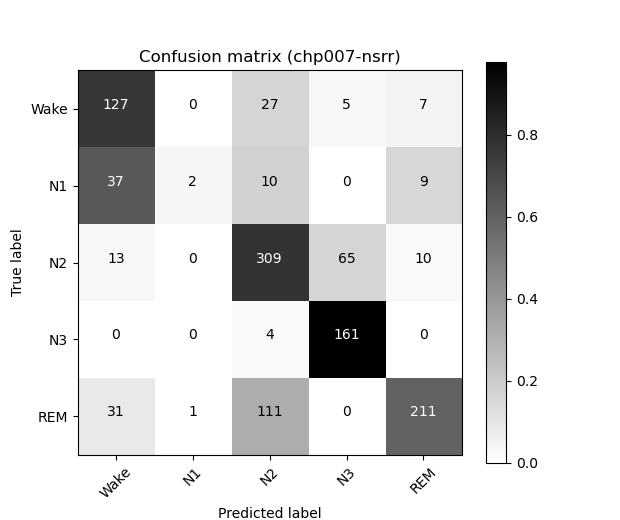 Confusion matrix (chp007-nsrr)
Wake 127 0 27 5 7
N1 37 2 10 0 9
N2 13 0 309 65 10
N3 0 0 4 161 0
REM 31 1 111 0 211
Wake N1 N2 N3 REM
Predicted label
True label
0.8
0.6
0.4
0.2
0.0